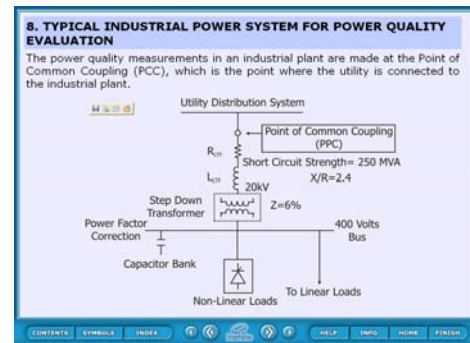 8. TYPICAL INDUSTRIAL POWER SYSTEM FOR POWER QUALITY
EVALUATION
The power quality measurements in an industrial plant are made at the Point of
Common Coupling (PCC), which is the point where the utility is connected to
the industrial plant.
Utility Distribution System
Point of Common Coupling
(PPC)
Short Circuit Strength= 250 MVA
X/R=2.4
20kV
Step Down
Transformer
Z=6%
Power Factor
Correction
400 Volts
Bus
Capacitor Bank
To Linear Loads
Non-Linear Loads
CONTENTS SYMBOLS INDEX HELP INFO HOME FINISH